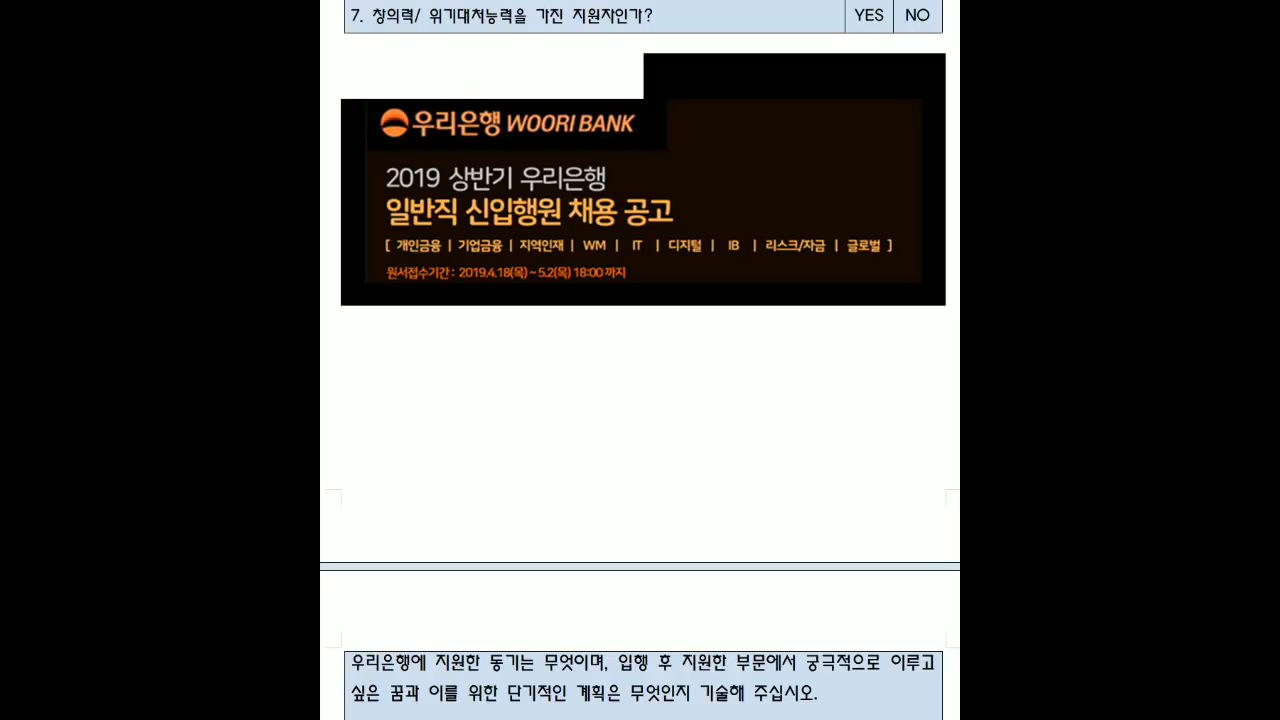 7. 창의력/ 위기대처능력을 가진 지원자인가? YES NO
우리은행 WOORI BANK
2019 상반기 우리은행
일반직 신입행원 채용 공고
[ 개인금융 | 기업금융 | 지역인재 | WM | IT | 디지털 | IB | 리스크/자금 | 글로벌 ]
원서접수기간 : 2019.4.18(목) ~ 5.2(목) 18:00 까지
우리은행에 지원한 동기는 무엇이며, 입행 후 지원한 부문에서 궁극적으로 이루고
싶은 꿈과 이를 위한 단기적인 계획은 무엇인지 기술해 주십시오.